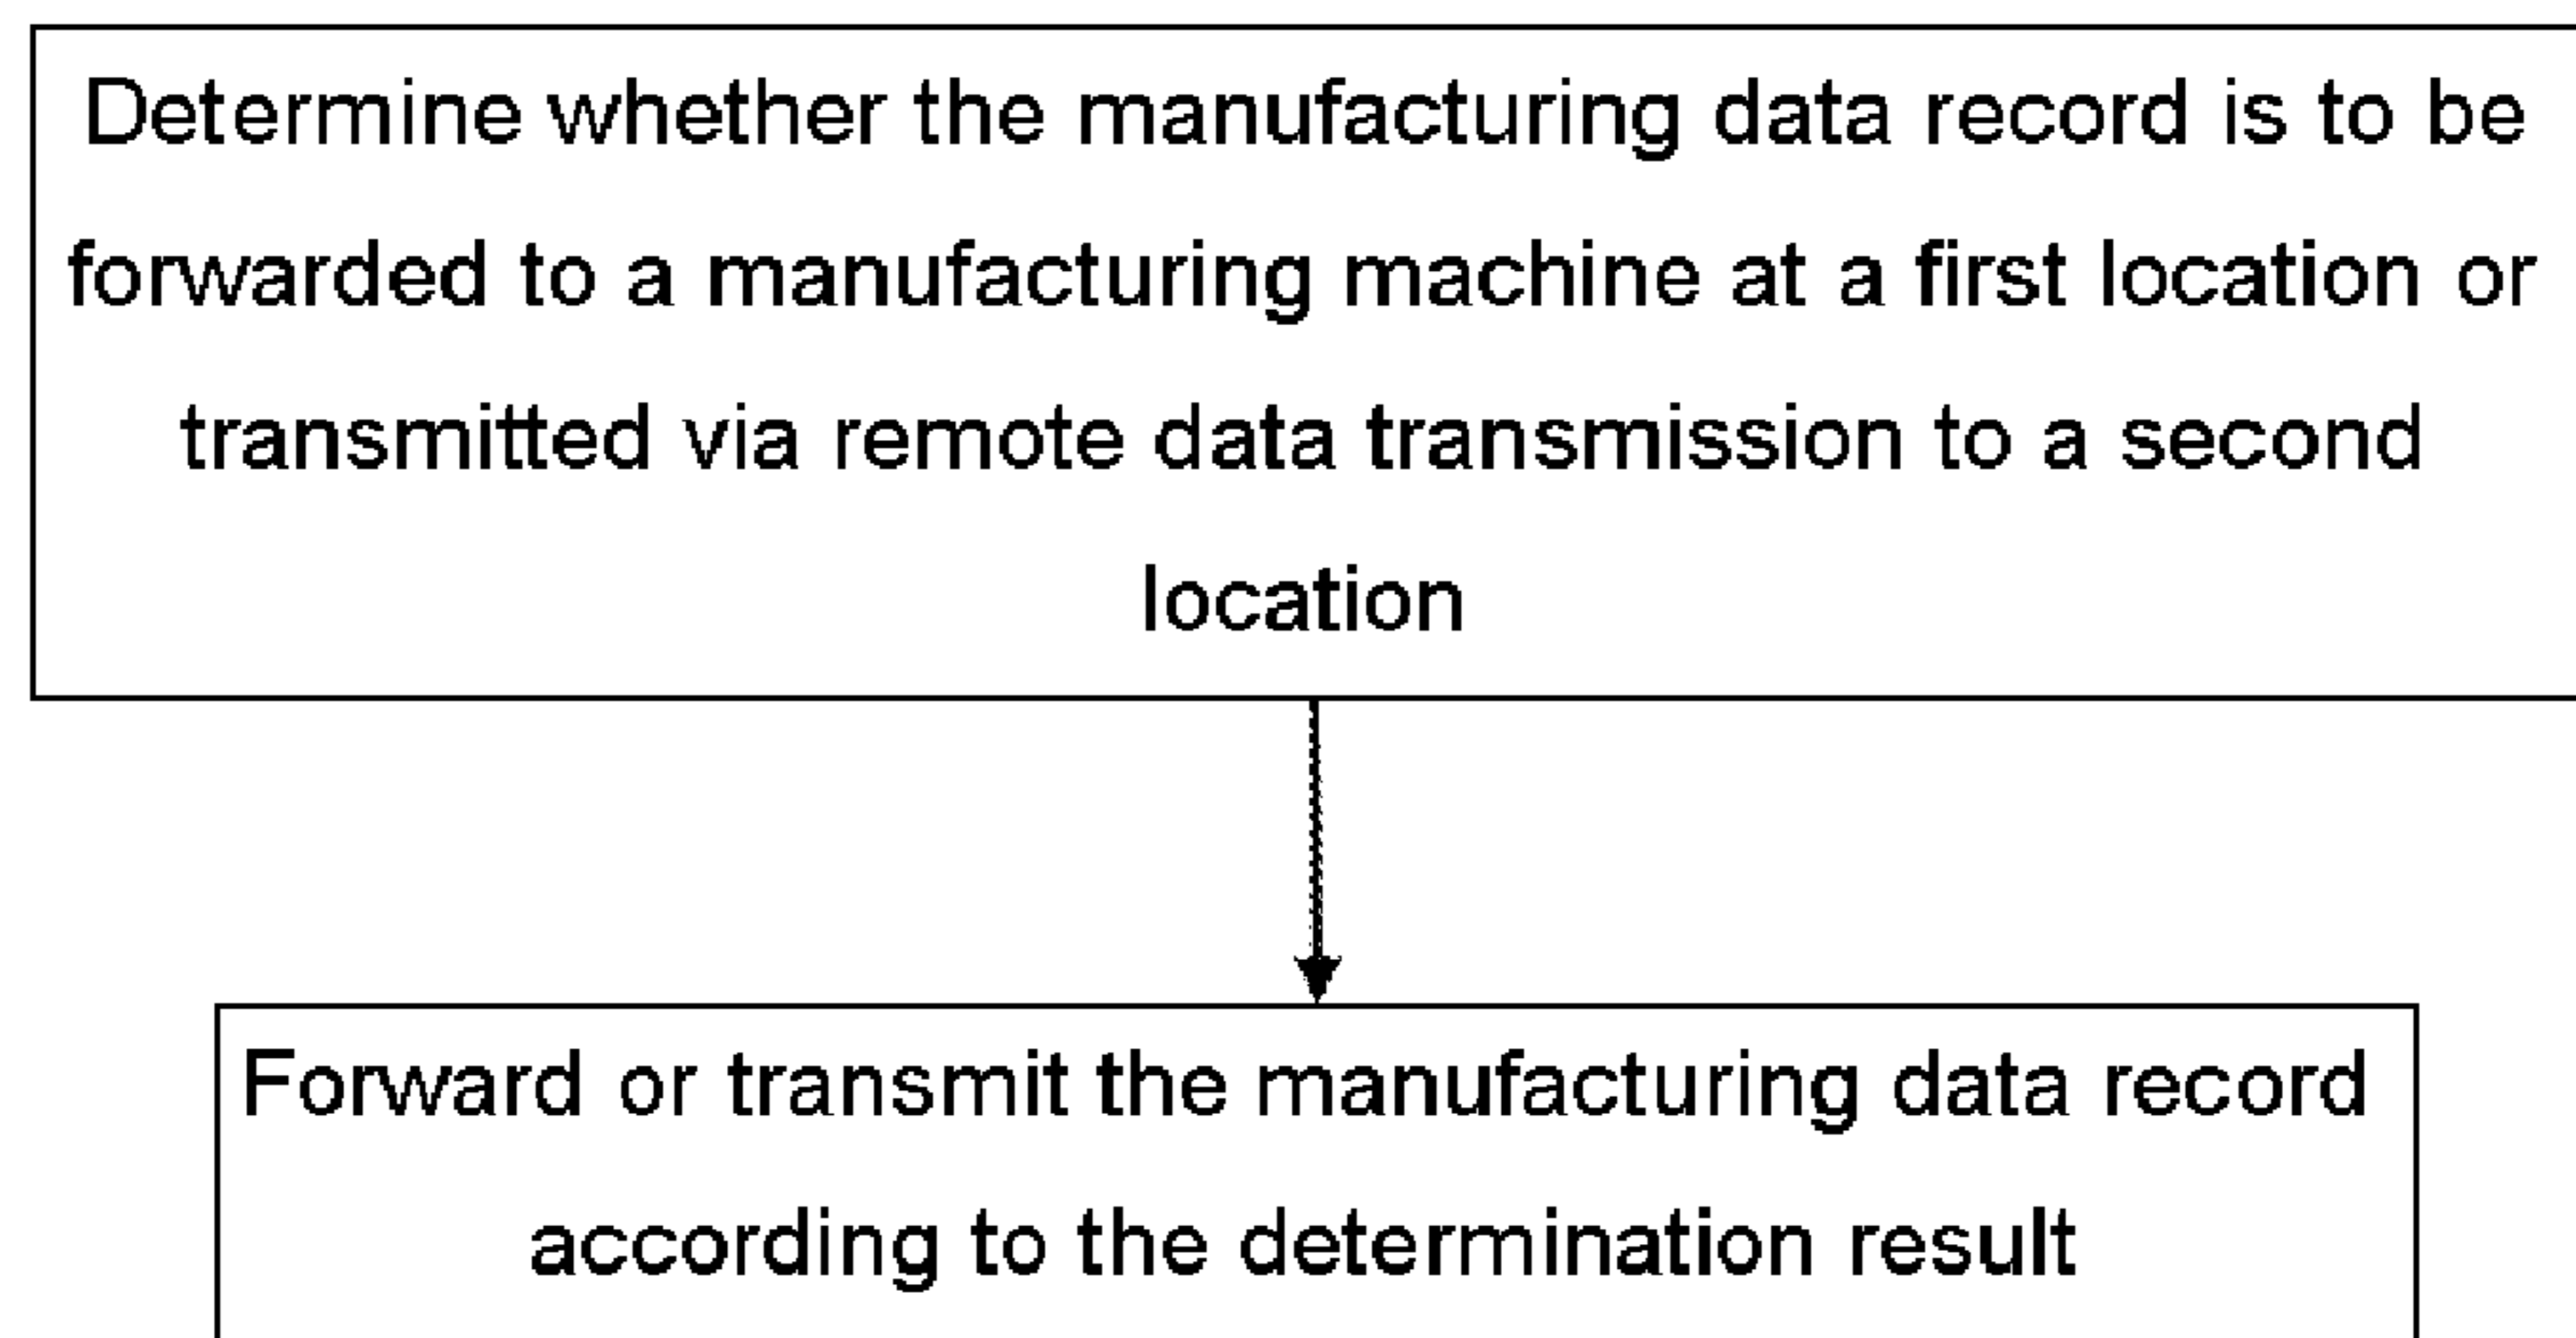 Determine whether the manufacturing data record is to be
forwarded to a manufacturing machine at a first location or
transmitted via remote data transmission to a second
location
Forward or transmit the manufacturing data record
according to the determination result